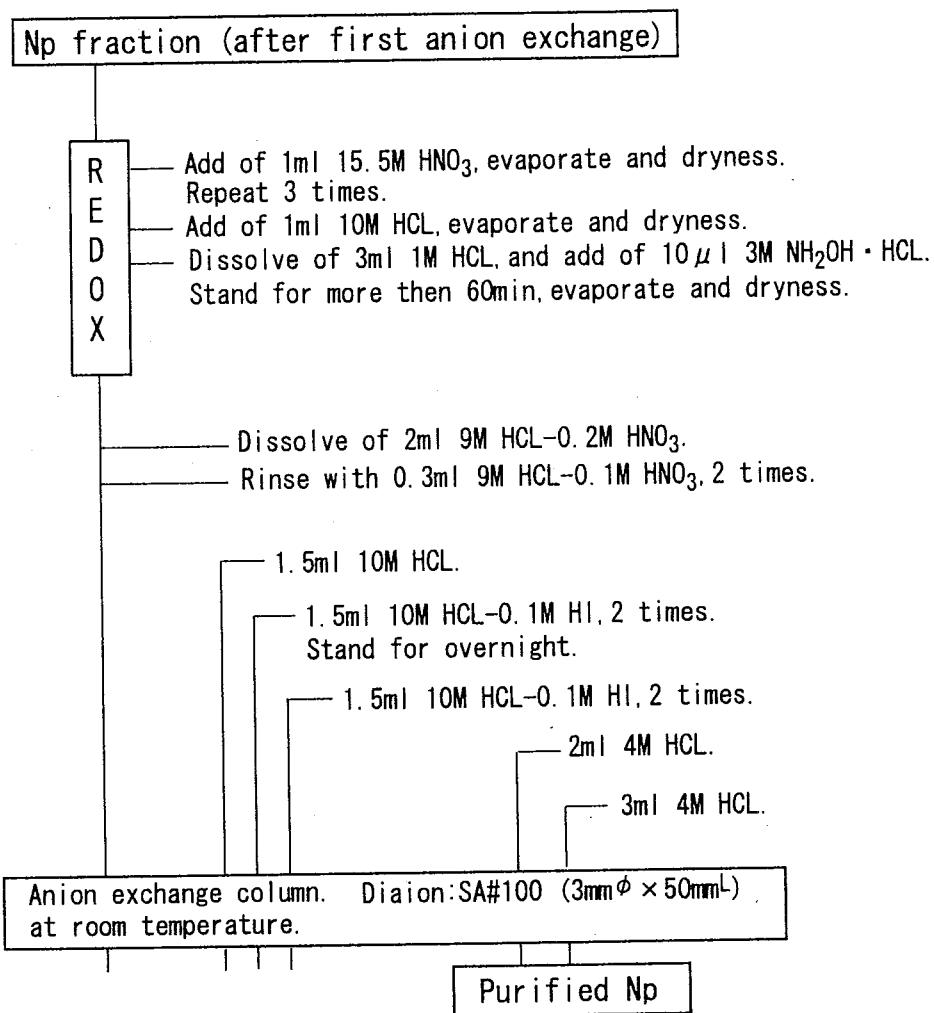 Np fraction (after first anion exchange)
REDOX
Add of 1ml 15.5M HNO₃, evaporate and dryness.
Repeat 3 times.
Add of 1ml 10M HCL, evaporate and dryness.
Dissolve of 3ml 1M HCL, and add of 10μl 3M NH₂OH・HCL.
Stand for more then 60min, evaporate and dryness.
Dissolve of 2ml 9M HCL-0.2M HNO₃.
Rinse with 0.3ml 9M HCL-0.1M HNO₃, 2 times.
1.5ml 10M HCL.
1.5ml 10M HCL-0.1M HI, 2 times.
Stand for overnight.
1.5ml 10M HCL-0.1M HI, 2 times.
2ml 4M HCL.
3ml 4M HCL.
Anion exchange column. Diaion:SA#100 (3mmφ×50mmL)
at room temperature.
Purified Np